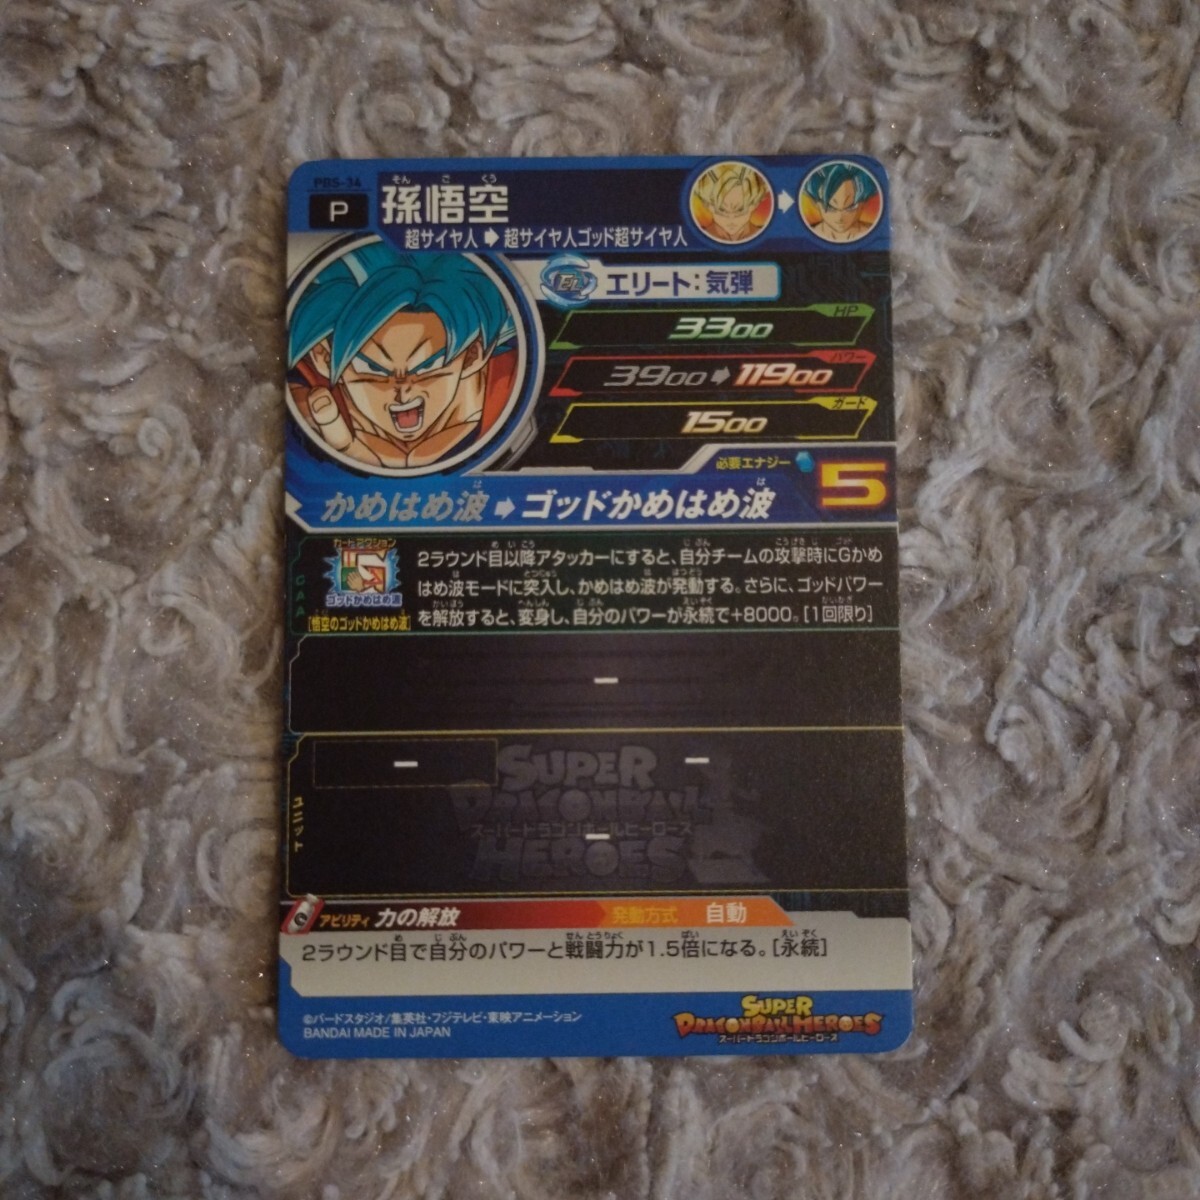 PBS-34
P
孫悟空
そんごくう
超サイヤ人➡超サイヤ人ゴッド超サイヤ人
エリート：気弾
HP
3300
パワー
3900➡11900
ガード
1500
必要エナジー
5
かめはめ波➡ゴッドかめはめ波
CAA
カードアクション
ゴッドかめはめ波
[悟空のゴッドかめはめ波]
2ラウンド目以降アタッカーにすると、自分チームの攻撃時にGかめ
はめ波モードに突入し、かめはめ波が発動する。さらに、ゴッドパワー
を解放すると、変身し、自分のパワーが永続で+8000。[1回限り]
ー
ー ー
ユニット
ー
SUPER
DRAGONBALL
スーパードラゴンボールヒーローズ
HEROES
アビリティ 力の解放 発動方式 自動
2ラウンド目で自分のパワーと戦闘力が1.5倍になる。[永続]
©バードスタジオ/集英社・フジテレビ・東映アニメーション
BANDAI MADE IN JAPAN
SUPER
DRAGONBALL HEROES
スーパードラゴンボールヒーローズ